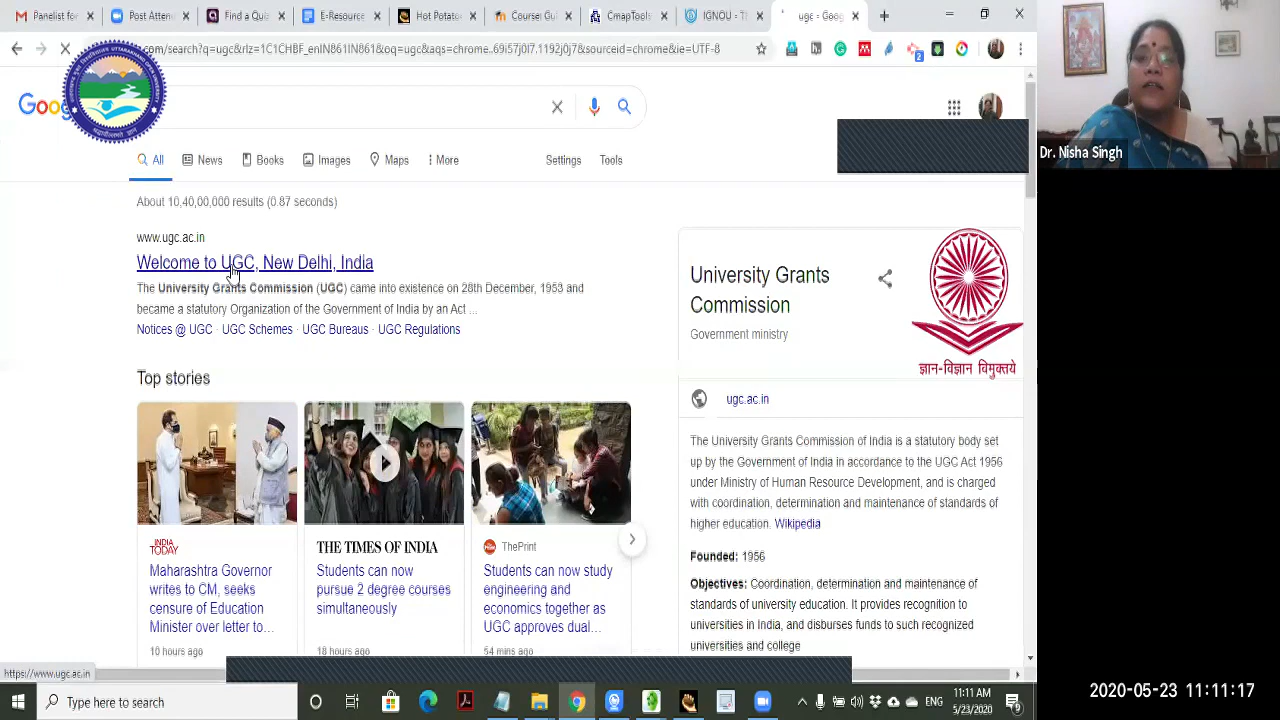 Panelist for
Post Attend
Find a Quie
E-Resource
Hot Potato
Course Gui
CmapTools
IGNOU - Th
ugc - Goog
.com/search?q=ugc&rlz=1C1CHBF_enIN861IN861&oq=ugc&aqs=chrome.69i57j0l7.11920j7&sourceid=chrome&ie=UTF-8
2
Goog
All News Books Images Maps More Settings Tools
About 10,40,00,000 results (0.87 seconds)
www.ugc.ac.in
Welcome to UGC, New Delhi, India
The University Grants Commission (UGC) came into existence on 28th December, 1953 and
became a statutory Organization of the Government of India by an Act ...
Notices @ UGC · UGC Schemes · UGC Bureaus · UGC Regulations
Top stories
INDIA
TODAY
Maharashtra Governor
writes to CM, seeks
censure of Education
Minister over letter to...
10 hours ago
THE TIMES OF INDIA
Students can now
pursue 2 degree courses
simultaneously
18 hours ago
ThePrint
Students can now study
engineering and
economics together as
UGC approves dual...
54 mins ago
University Grants
Commission
Government ministry
ज्ञान-विज्ञान विमुक्तये
ugc.ac.in
The University Grants Commission of India is a statutory body set
up by the Government of India in accordance to the UGC Act 1956
under Ministry of Human Resource Development, and is charged
with coordination, determination and maintenance of standards of
higher education. Wikipedia
Founded: 1956
Objectives: Coordination, determination and maintenance of
standards of university education. It provides recognition to
universities in India, and disburses funds to such recognized
universities and college
Dr. Nisha Singh
https://www.ugc.ac.in
Type here to search
ENG
11:11 AM
5/23/2020
2020-05-23 11:11:17